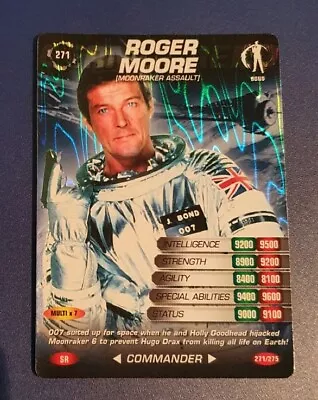 271
ROGER
MOORE
[MOONRAKER ASSAULT]
BOND
J. BOND
007
INTELLIGENCE 9200 9500
STRENGTH 8900 9200
AGILITY 8400 8100
SPECIAL ABILITIES 9400 9600
STATUS 9000 9100
MULTI x 7
007 suited up for space when he and Holly Goodhead hijacked
Moonraker 6 to prevent Hugo Drax from killing all life on Earth!
SR
COMMANDER
271/275